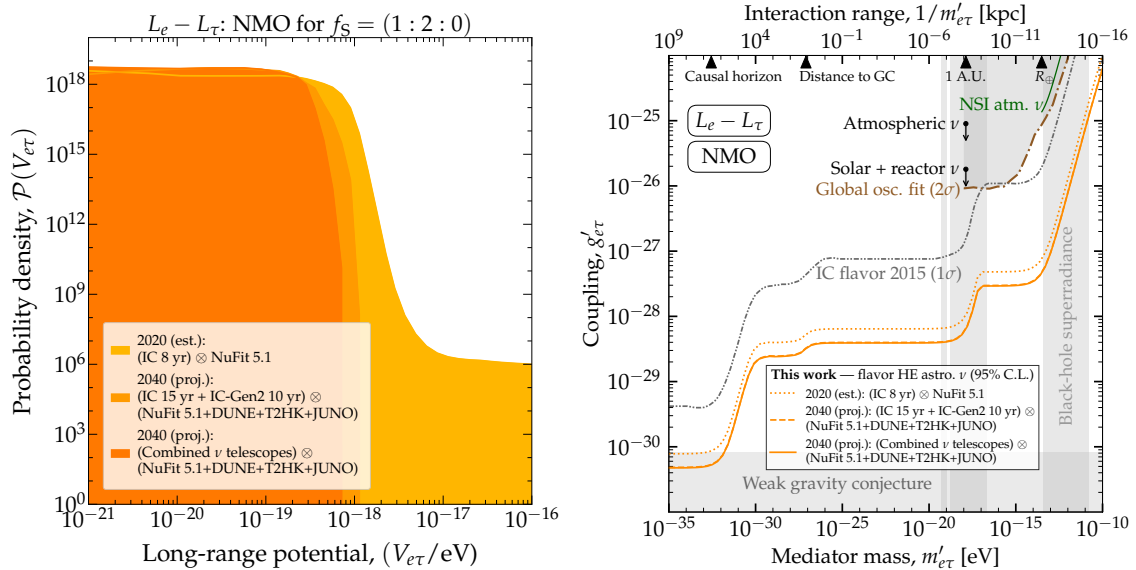 L_e − L_τ: NMO for f_S = (1 : 2 : 0)
Probability density, 𝒫(V_eτ)
10^18
10^15
10^12
10^9
10^6
10^3
10^0
2020 (est.):
(IC 8 yr) ⊗ NuFit 5.1
2040 (proj.):
(IC 15 yr + IC-Gen2 10 yr) ⊗
(NuFit 5.1+DUNE+T2HK+JUNO)
2040 (proj.):
(Combined ν telescopes) ⊗
(NuFit 5.1+DUNE+T2HK+JUNO)
10^−21 10^−20 10^−19 10^−18 10^−17 10^−16
Long-range potential, (V_eτ/eV)
Interaction range, 1/m′_eτ [kpc]
10^9 10^4 10^−1 10^−6 10^−11 10^−16
Causal horizon Distance to GC 1 A.U. R_⊕
NSI atm. ν
L_e − L_τ
NMO
Atmospheric ν
Solar + reactor ν
Global osc. fit (2σ)
IC flavor 2015 (1σ)
Black-hole superradiance
Coupling, g′_eτ
10^−25
10^−26
10^−27
10^−28
10^−29
10^−30
This work — flavor HE astro. ν (95% C.L.)
2020 (est.): (IC 8 yr) ⊗ NuFit 5.1
2040 (proj.): (IC 15 yr + IC-Gen2 10 yr) ⊗
(NuFit 5.1+DUNE+T2HK+JUNO)
2040 (proj.): (Combined ν telescopes) ⊗
(NuFit 5.1+DUNE+T2HK+JUNO)
Weak gravity conjecture
10^−35 10^−30 10^−25 10^−20 10^−15 10^−10
Mediator mass, m′_eτ [eV]